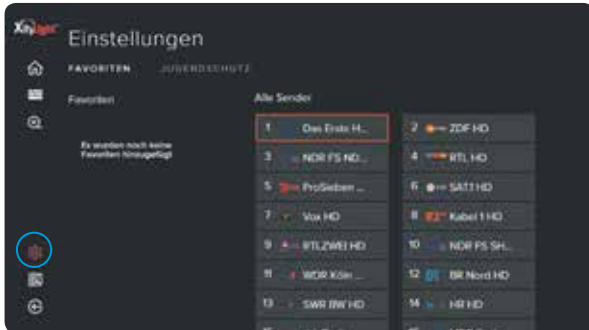 XityLight
Einstellungen
FAVORITEN JUGENDSCHUTZ
Favoriten
Es wurden noch keine
Favoriten hinzugefügt
Alle Sender
1 Das Erste H...
2 ZDF HD
3 NDR FS ND...
4 RTL HD
5 ProSieben ...
6 SAT.1 HD
7 Vox HD
8 Kabel 1 HD
9 RTLZWEI HD
10 NDR FS SH...
11 WDR Köln ...
12 BR Nord HD
13 SWR BW HD
14 HR HD